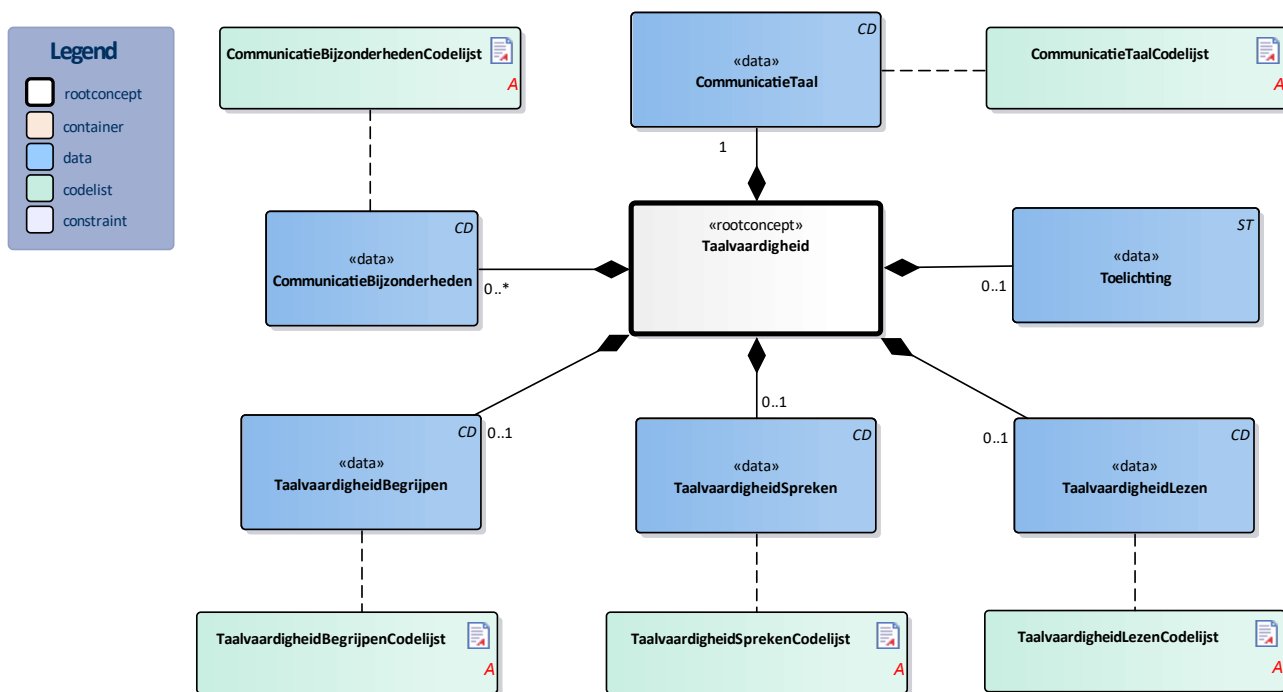 Legend
rootconcept
container
data
codelist
constraint
CommunicatieBijzonderhedenCodelijst
A
CD
«data»
CommunicatieTaal
CommunicatieTaalCodelijst
A
1
CD
«data»
CommunicatieBijzonderheden
0..*
«rootconcept»
Taalvaardigheid
ST
«data»
Toelichting
0..1
CD
«data»
TaalvaardigheidBegrijpen
0..1
CD
«data»
TaalvaardigheidSpreken
0..1
CD
«data»
TaalvaardigheidLezen
0..1
TaalvaardigheidBegrijpenCodelijst
A
TaalvaardigheidSprekenCodelijst
A
TaalvaardigheidLezenCodelijst
A